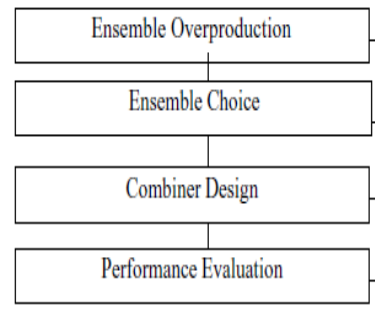 Ensemble Overproduction
Ensemble Choice
Combiner Design
Performance Evaluation